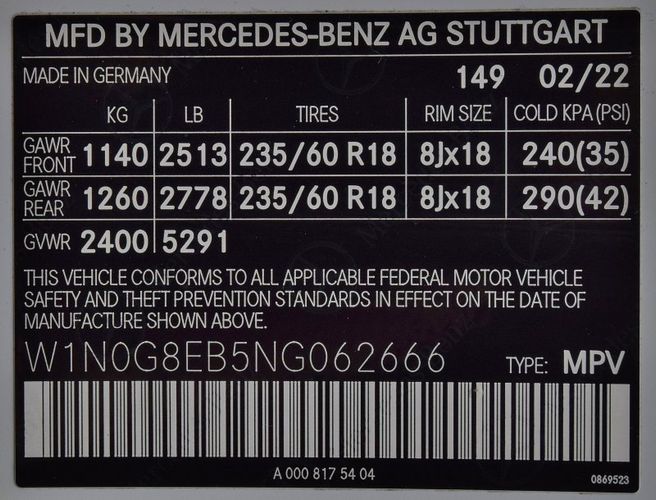 MFD BY MERCEDES-BENZ AG STUTTGART
MADE IN GERMANY 149 02/22
KG LB TIRES RIM SIZE COLD KPA (PSI)
GAWR FRONT 1140 2513 235/60 R18 8Jx18 240(35)
GAWR REAR 1260 2778 235/60 R18 8Jx18 290(42)
GVWR 2400 5291
THIS VEHICLE CONFORMS TO ALL APPLICABLE FEDERAL MOTOR VEHICLE
SAFETY AND THEFT PREVENTION STANDARDS IN EFFECT ON THE DATE OF
MANUFACTURE SHOWN ABOVE.
W1N0G8EB5NG062666 TYPE: MPV
A 000 817 54 04
0869523